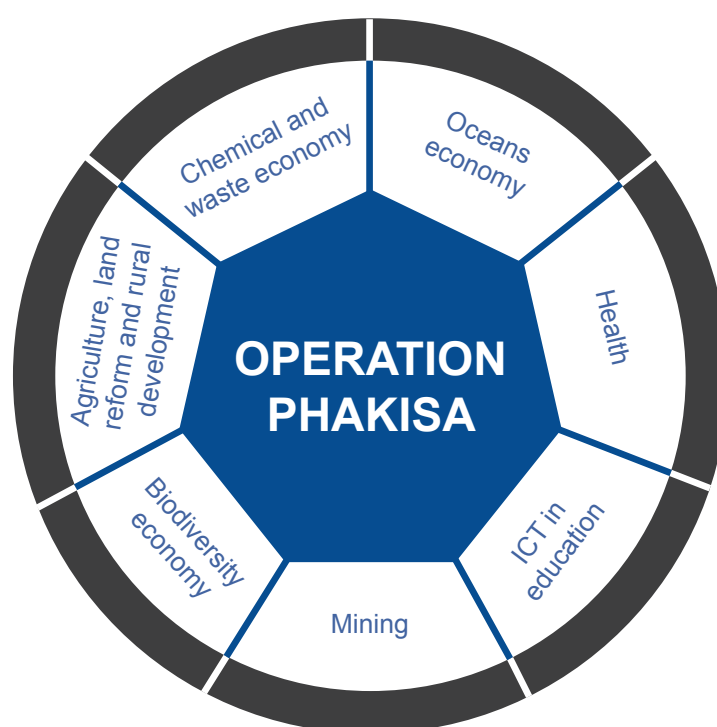 OPERATION
PHAKISA
Oceans
economy
Health
ICT in
education
Mining
Biodiversity
economy
Agriculture, land
reform and rural
development
Chemical and
waste economy